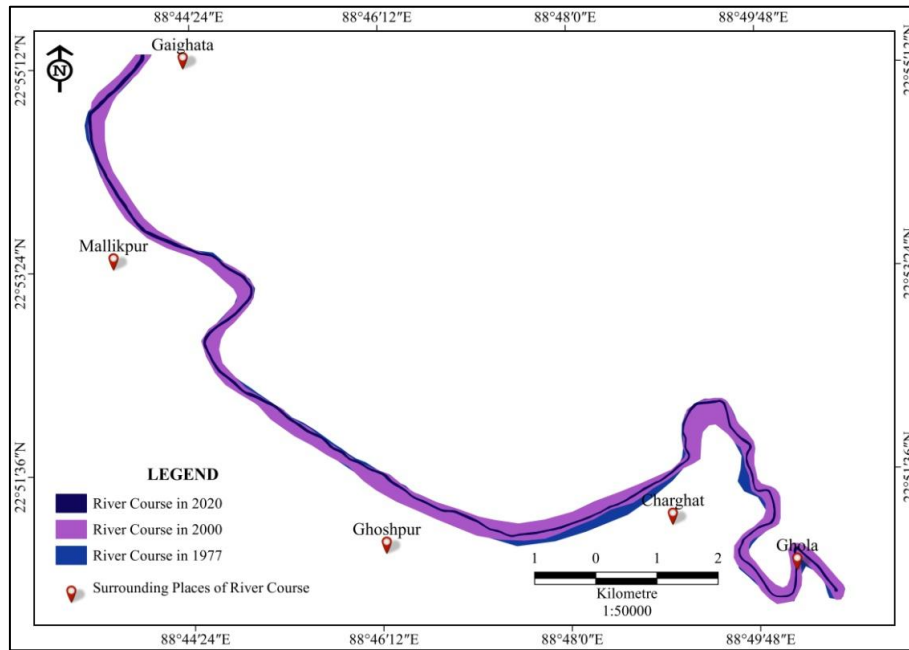 88°44′24″E
88°46′12″E
88°48′0″E
88°49′48″E
22°55′12″N
22°55′12″N
N
Gaighata
Mallikpur
22°53′24″N
22°53′24″N
22°51′36″N
22°51′36″N
LEGEND
River Course in 2020
River Course in 2000
River Course in 1977
Surrounding Places of River Course
Ghoshpur
Charghat
Ghola
1 0 1 2
Kilometre
1:50000
88°44′24″E
88°46′12″E
88°48′0″E
88°49′48″E